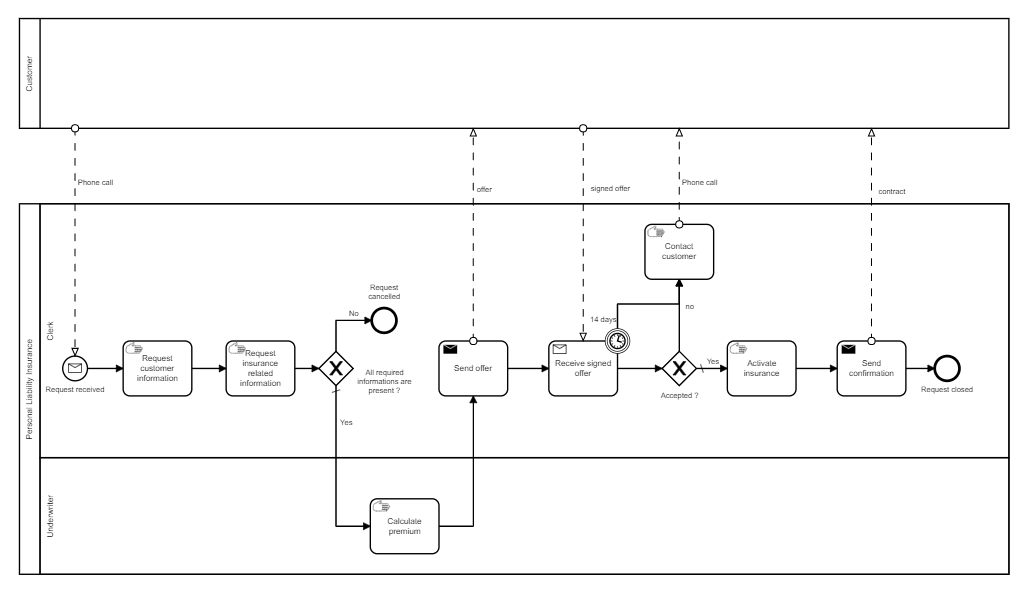 Customer
Phone call
offer
signed offer
Phone call
contract
Personal Liability Insurance
Clerk
Request received
Request
customer
information
Request
insurance
related
information
No
Request
cancelled
All required
informations are
present ?
Yes
Send offer
Receive signed
offer
14 days
Contact
customer
no
Accepted ?
Yes
Activate
insurance
Send
confirmation
Request closed
Underwriter
Calculate
premium